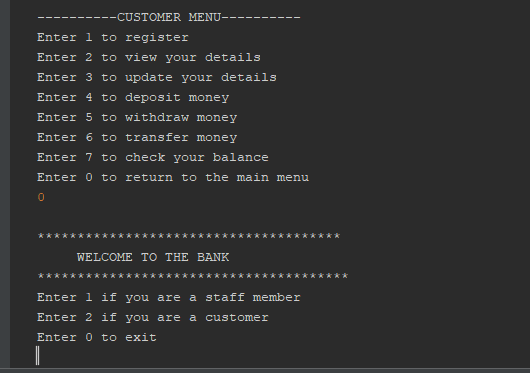 ----------CUSTOMER MENU----------
Enter 1 to register
Enter 2 to view your details
Enter 3 to update your details
Enter 4 to deposit money
Enter 5 to withdraw money
Enter 6 to transfer money
Enter 7 to check your balance
Enter 0 to return to the main menu
0
**************************************
WELCOME TO THE BANK
***************************************
Enter 1 if you are a staff member
Enter 2 if you are a customer
Enter 0 to exit